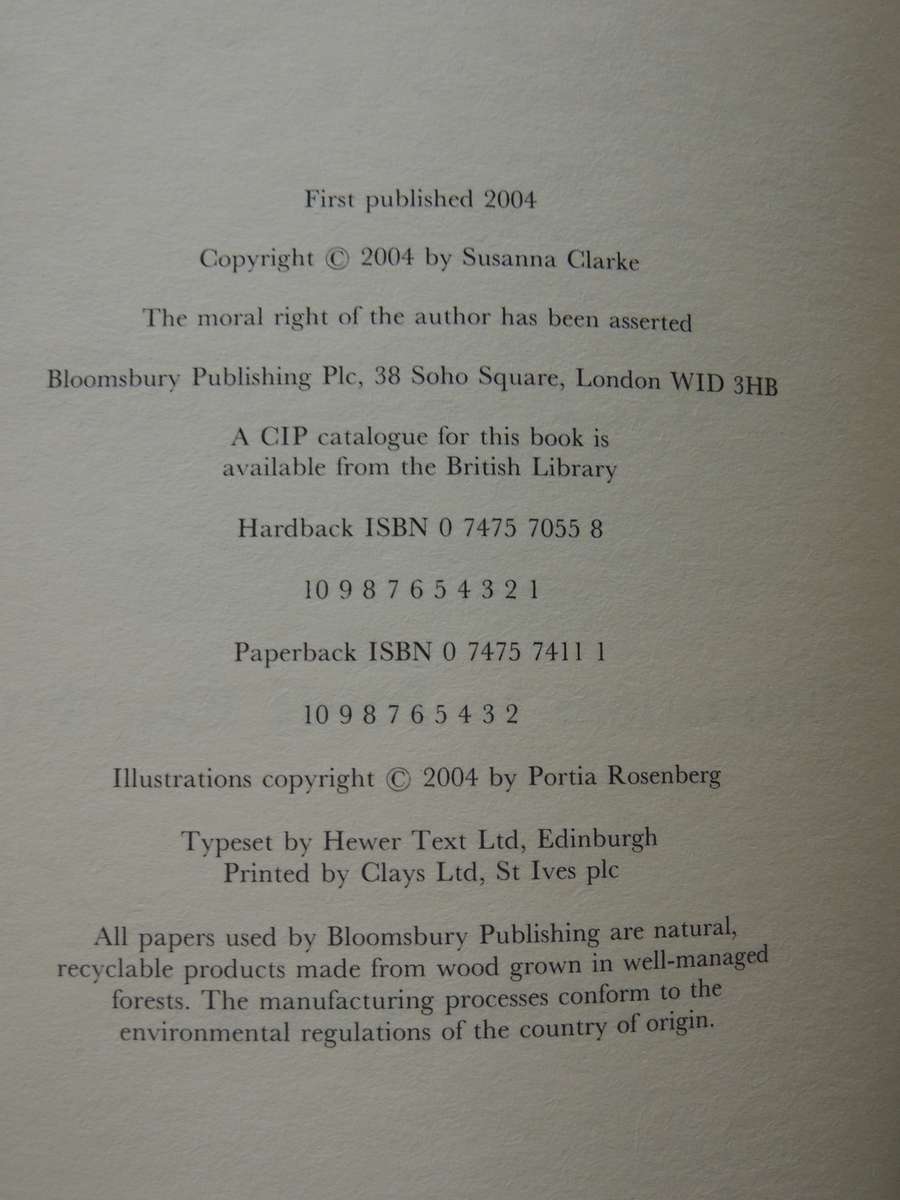 First published 2004
Copyright © 2004 by Susanna Clarke
The moral right of the author has been asserted
Bloomsbury Publishing Plc, 38 Soho Square, London WID 3HB
A CIP catalogue for this book is
available from the British Library
Hardback ISBN 0 7475 7055 8
10 9 8 7 6 5 4 3 2 1
Paperback ISBN 0 7475 7411 1
10 9 8 7 6 5 4 3 2
Illustrations copyright © 2004 by Portia Rosenberg
Typeset by Hewer Text Ltd, Edinburgh
Printed by Clays Ltd, St Ives plc
All papers used by Bloomsbury Publishing are natural,
recyclable products made from wood grown in well-managed
forests. The manufacturing processes conform to the
environmental regulations of the country of origin.